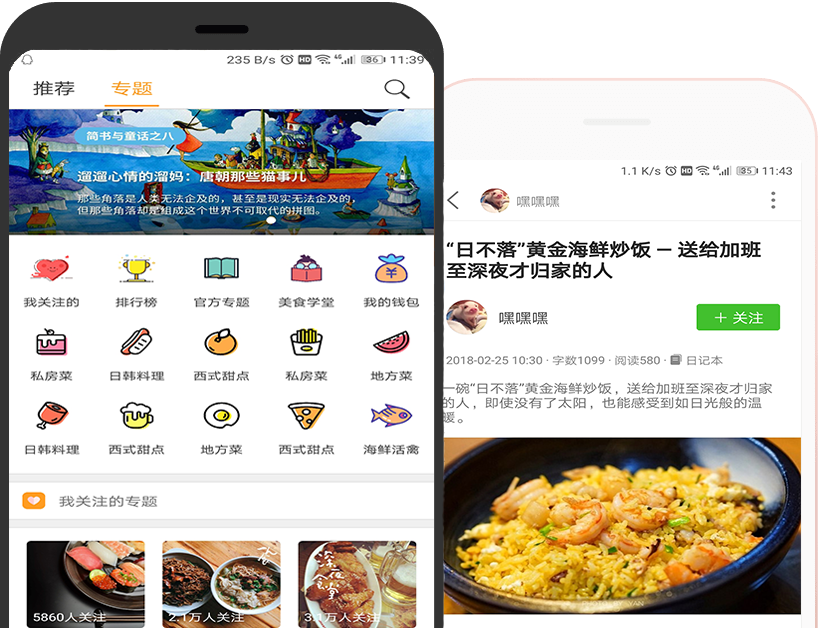 235 B/s HD 4G 36 11:39
推荐 专题
简书与童话之八
遛遛心情的溜妈：唐朝那些猫事儿
那些角落是人类无法企及的，甚至是现实无法企及的，
但那些角落却是组成这个世界不可取代的拼图。
我关注的 排行榜 官方专题 美食学堂 我的钱包
私房菜 日韩料理 西式甜点 私房菜 地方菜
日韩料理 西式甜点 地方菜 西式甜点 海鲜活禽
我关注的专题
5860人关注 2.1万人关注
深夜食堂
1.1 K/s HD 4G 35 11:43
嘿嘿嘿
“日不落”黄金海鲜炒饭 — 送给加班
至深夜才归家的人
嘿嘿嘿
+ 关注
2018-02-25 10:30 · 字数1099 · 阅读580 · 日记本
一碗“日不落”黄金海鲜炒饭，送给加班至深夜才归家
的人，即使没有了太阳，也能感受到如日光般的温
暖。